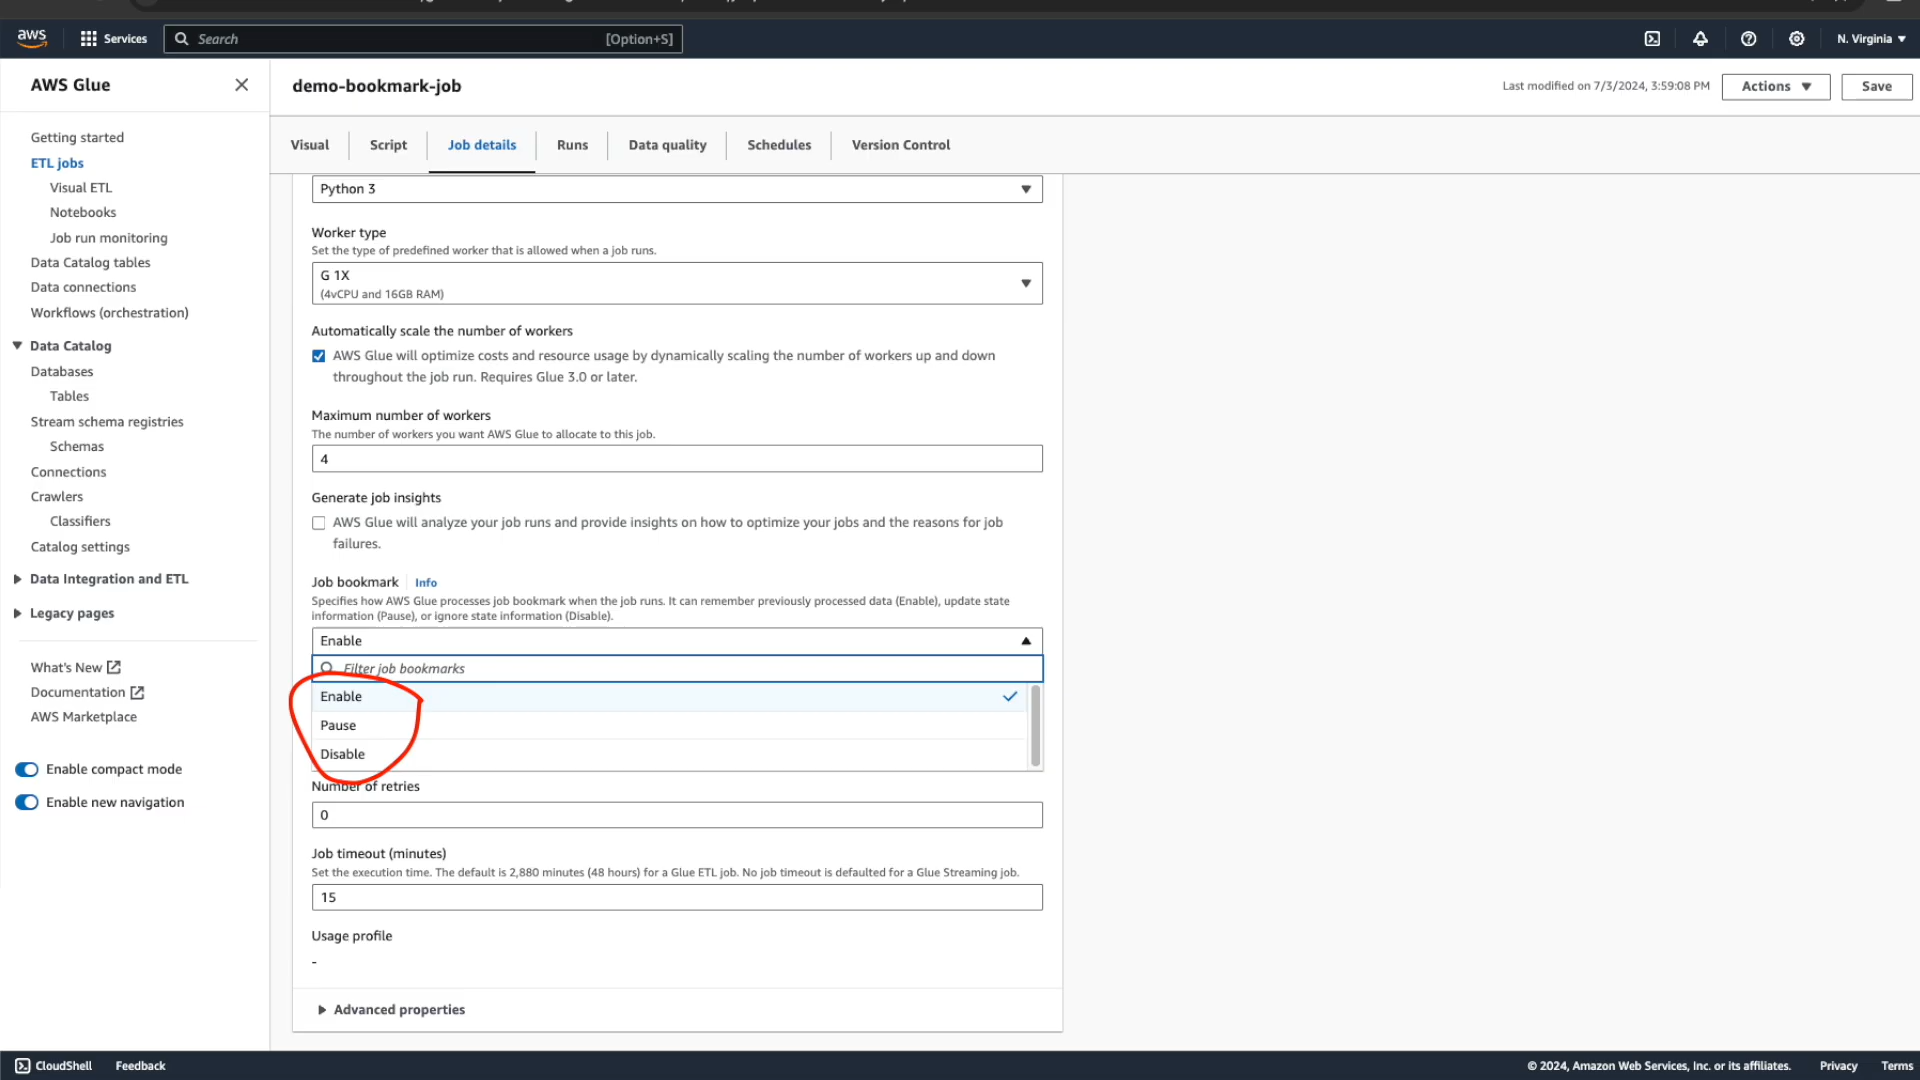 aws
Services
Search
[Option+S]
N. Virginia
AWS Glue
demo-bookmark-job
Last modified on 7/3/2024, 3:59:08 PM
Actions
Save
Getting started
ETL jobs
Visual ETL
Notebooks
Job run monitoring
Data Catalog tables
Data connections
Workflows (orchestration)
Data Catalog
Databases
Tables
Stream schema registries
Schemas
Connections
Crawlers
Classifiers
Catalog settings
Data Integration and ETL
Legacy pages
What's New
Documentation
AWS Marketplace
Enable compact mode
Enable new navigation
Visual
Script
Job details
Runs
Data quality
Schedules
Version Control
Python 3
Worker type
Set the type of predefined worker that is allowed when a job runs.
G 1X
(4vCPU and 16GB RAM)
Automatically scale the number of workers
AWS Glue will optimize costs and resource usage by dynamically scaling the number of workers up and down
throughout the job run. Requires Glue 3.0 or later.
Maximum number of workers
The number of workers you want AWS Glue to allocate to this job.
4
Generate job insights
AWS Glue will analyze your job runs and provide insights on how to optimize your jobs and the reasons for job
failures.
Job bookmark
Info
Specifies how AWS Glue processes job bookmark when the job runs. It can remember previously processed data (Enable), update state
information (Pause), or ignore state information (Disable).
Enable
Filter job bookmarks
Enable
Pause
Disable
Number of retries
0
Job timeout (minutes)
Set the execution time. The default is 2,880 minutes (48 hours) for a Glue ETL job. No job timeout is defaulted for a Glue Streaming job.
15
Usage profile
-
Advanced properties
CloudShell
Feedback
© 2024, Amazon Web Services, Inc. or its affiliates.
Privacy
Terms